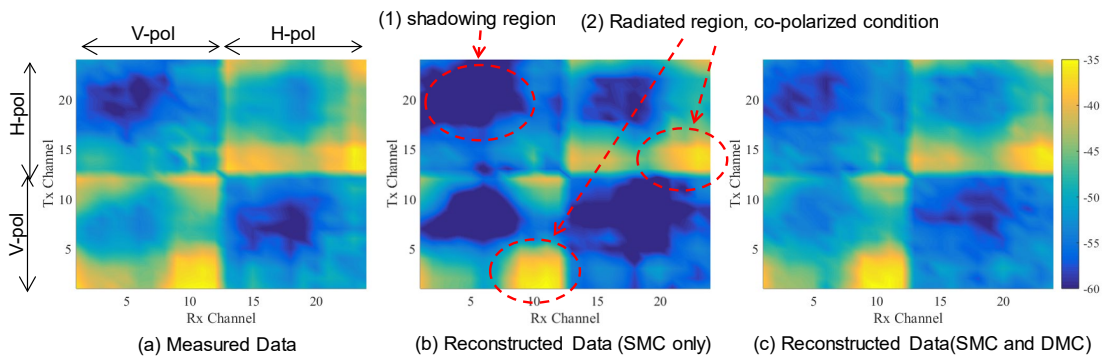 (1) shadowing region
(2) Radiated region, co-polarized condition
V-pol
H-pol
H-pol
V-pol
Tx Channel
20
15
10
5
5
10
15
20
Rx Channel
(a) Measured Data
Tx Channel
20
15
10
5
5
10
15
20
Rx Channel
(b) Reconstructed Data (SMC only)
Tx Channel
20
15
10
5
5
10
15
20
Rx Channel
(c) Reconstructed Data(SMC and DMC)
-35
-40
-45
-50
-55
-60